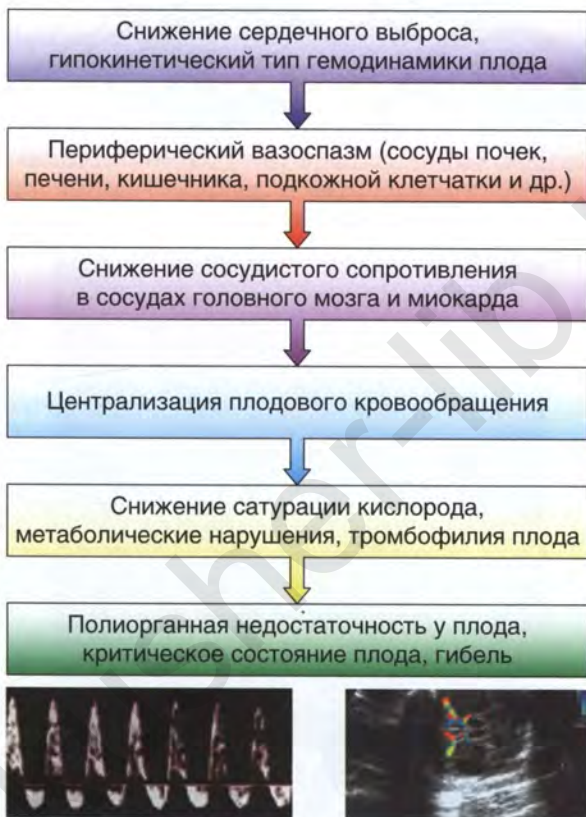 Снижение сердечного выброса,
гипокинетический тип гемодинамики плода
Периферический вазоспазм (сосуды почек,
печени, кишечника, подкожной клетчатки и др.)
Снижение сосудистого сопротивления
в сосудах головного мозга и миокарда
Централизация плодового кровообращения
Снижение сатурации кислорода,
метаболические нарушения, тромбофилия плода
Полиорганная недостаточность у плода,
критическое состояние плода, гибель